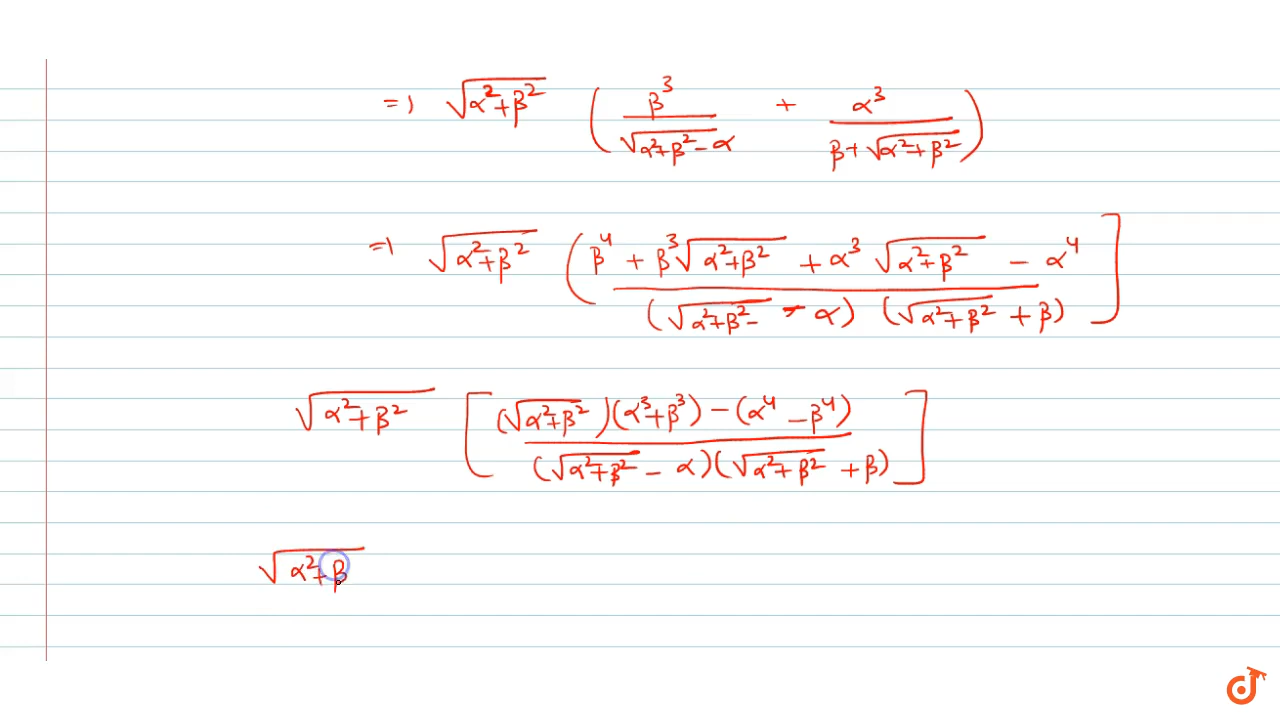 ⇒ √(α²+β²) ( β³/(√(α²+β²) - α) + α³/(β+√(α²+β²)) )
⇒ √(α²+β²) ( (β⁴ + β³√(α²+β²) + α³ √(α²+β²) - α⁴)/((√(α²+β²-) - α) (√(α²+β²) + β)) ]
√(α²+β²) [ ((√(α²+β²))(α³+β³) - (α⁴ - β⁴))/((√(α²+β²) - α)(√(α²+β²) + β)) ]
√(α²+β)